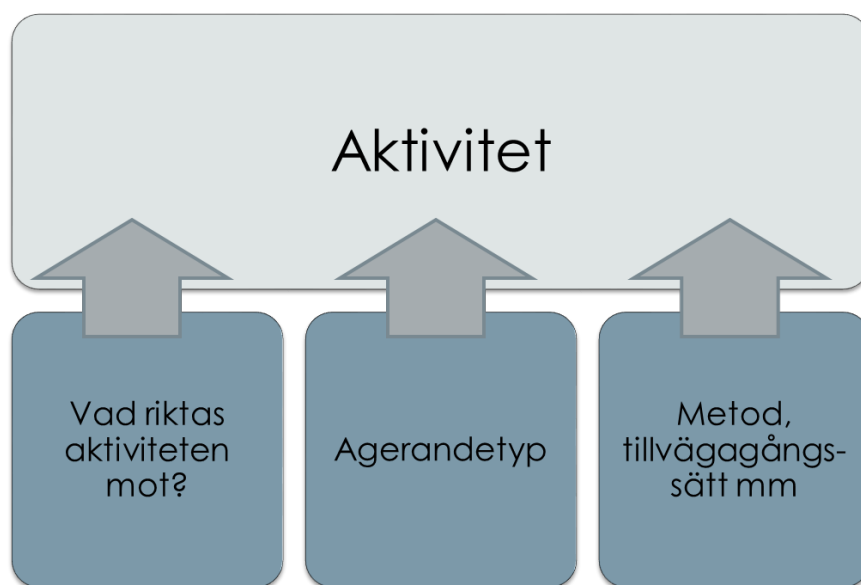 Aktivitet
Vad riktas
aktiviteten
mot?
Agerandetyp
Metod,
tillvägagångs-
sätt mm